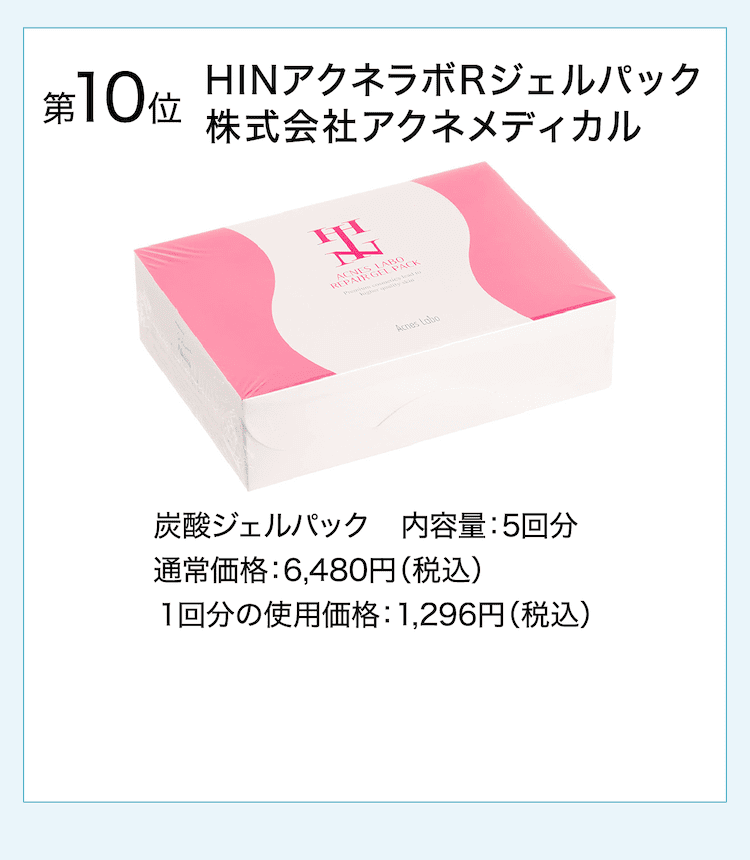 第10位
HINアクネラボRジェルパック
株式会社アクネメディカル
HIN
ACNES LABO
REPAIR GEL PACK
Acnes Labo
炭酸ジェルパック　内容量：5回分
通常価格：6,480円（税込）
1回分の使用価格：1,296円（税込）